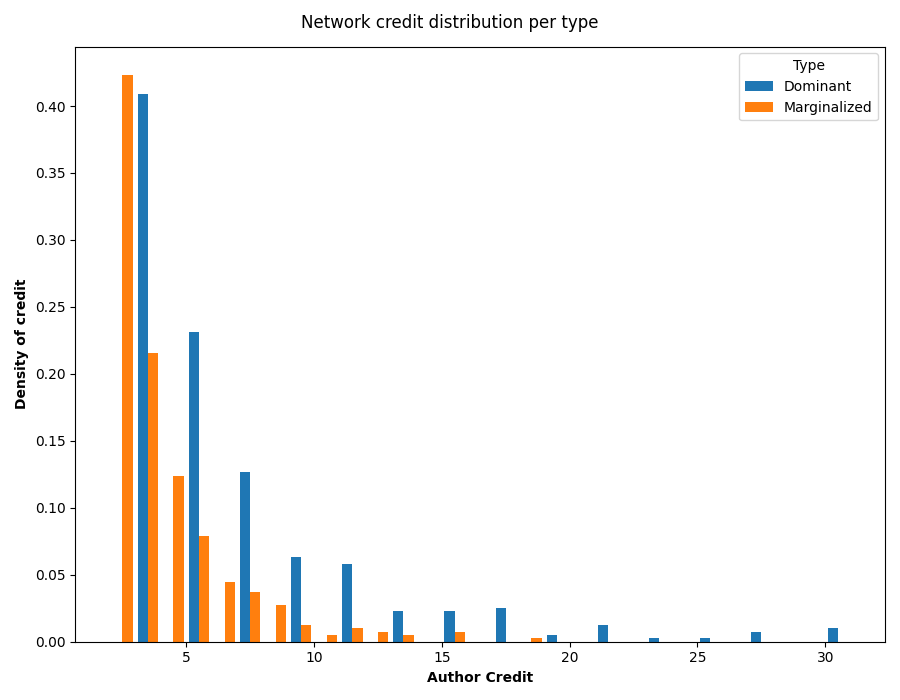 Network credit distribution per type
Type
Dominant
Marginalized
Density of credit
0.40
0.35
0.30
0.25
0.20
0.15
0.10
0.05
0.00
5
10
15
20
25
30
Author Credit